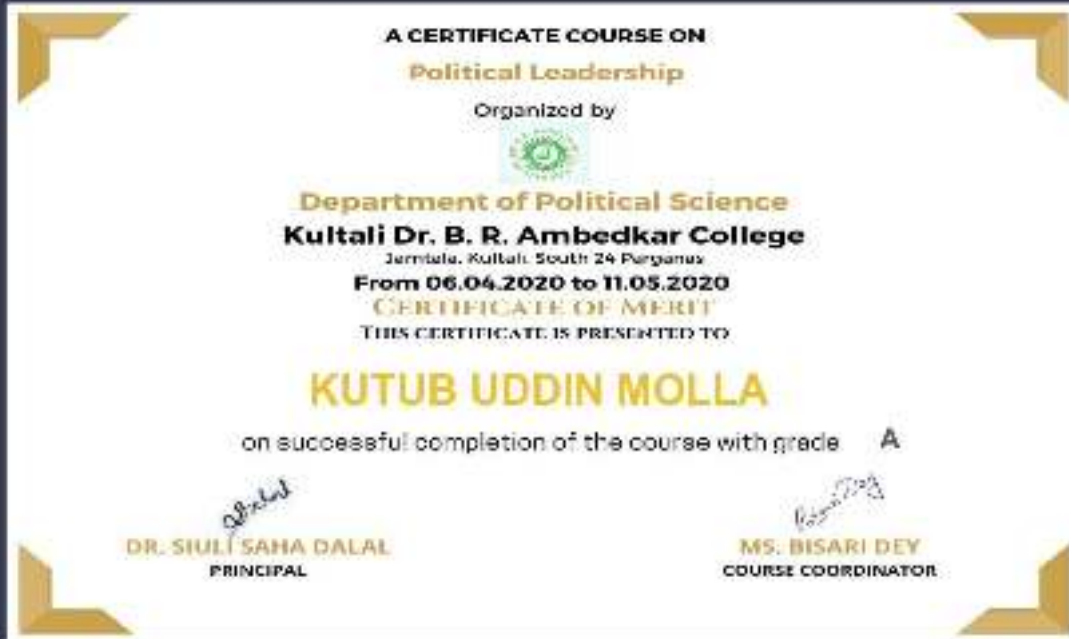 A CERTIFICATE COURSE ON
Political Leadership
Organized by
Department of Political Science
Kultali Dr. B. R. Ambedkar College
Jamtala, Kultali, South 24 Parganas
From 06.04.2020 to 11.05.2020
CERTIFICATE OF MERIT
THIS CERTIFICATE IS PRESENTED TO
KUTUB UDDIN MOLLA
on successful completion of the course with grade A
DR. SIULI SAHA DALAL
PRINCIPAL
MS. BISARI DEY
COURSE COORDINATOR